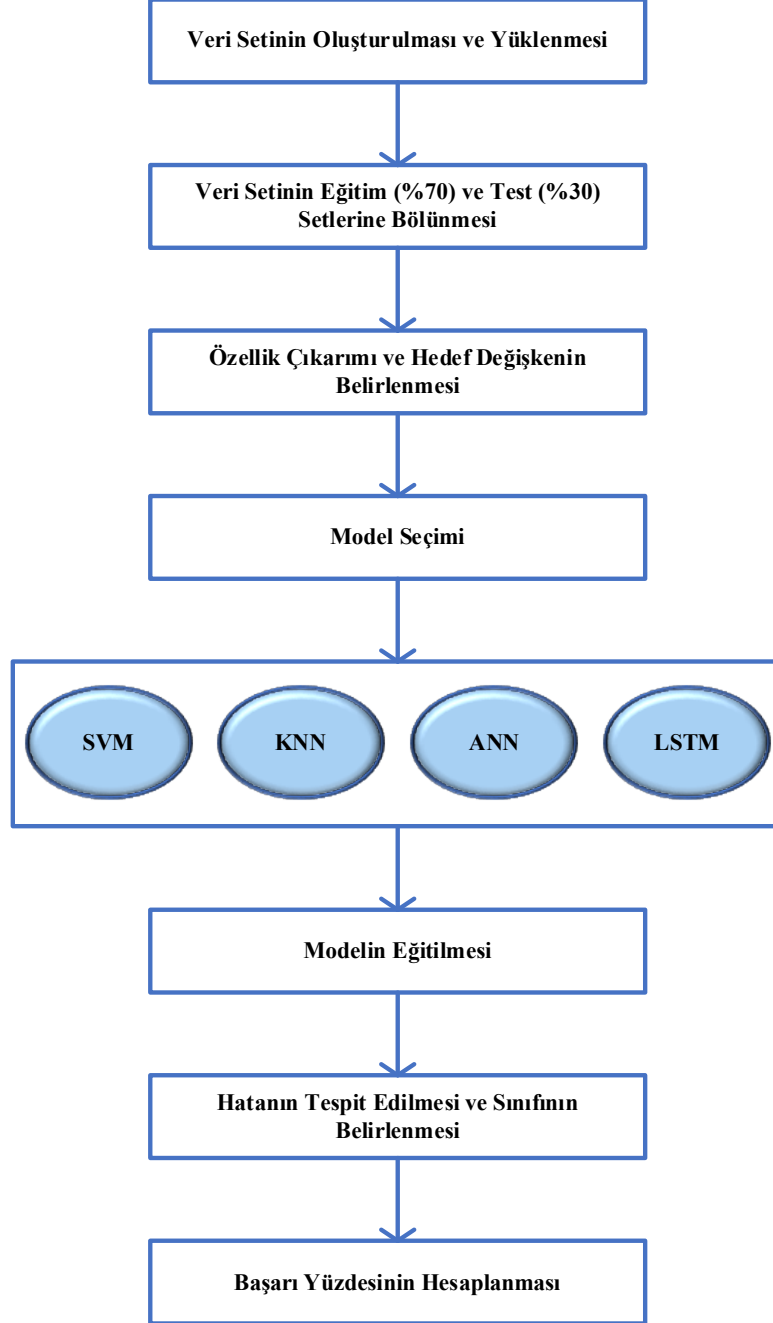 Veri Setinin Oluşturulması ve Yüklenmesi
Veri Setinin Eğitim (%70) ve Test (%30)
Setlerine Bölünmesi
Özellik Çıkarımı ve Hedef Değişkenin
Belirlenmesi
Model Seçimi
SVM
KNN
ANN
LSTM
Modelin Eğitilmesi
Hatanın Tespit Edilmesi ve Sınıfının
Belirlenmesi
Başarı Yüzdesinin Hesaplanması